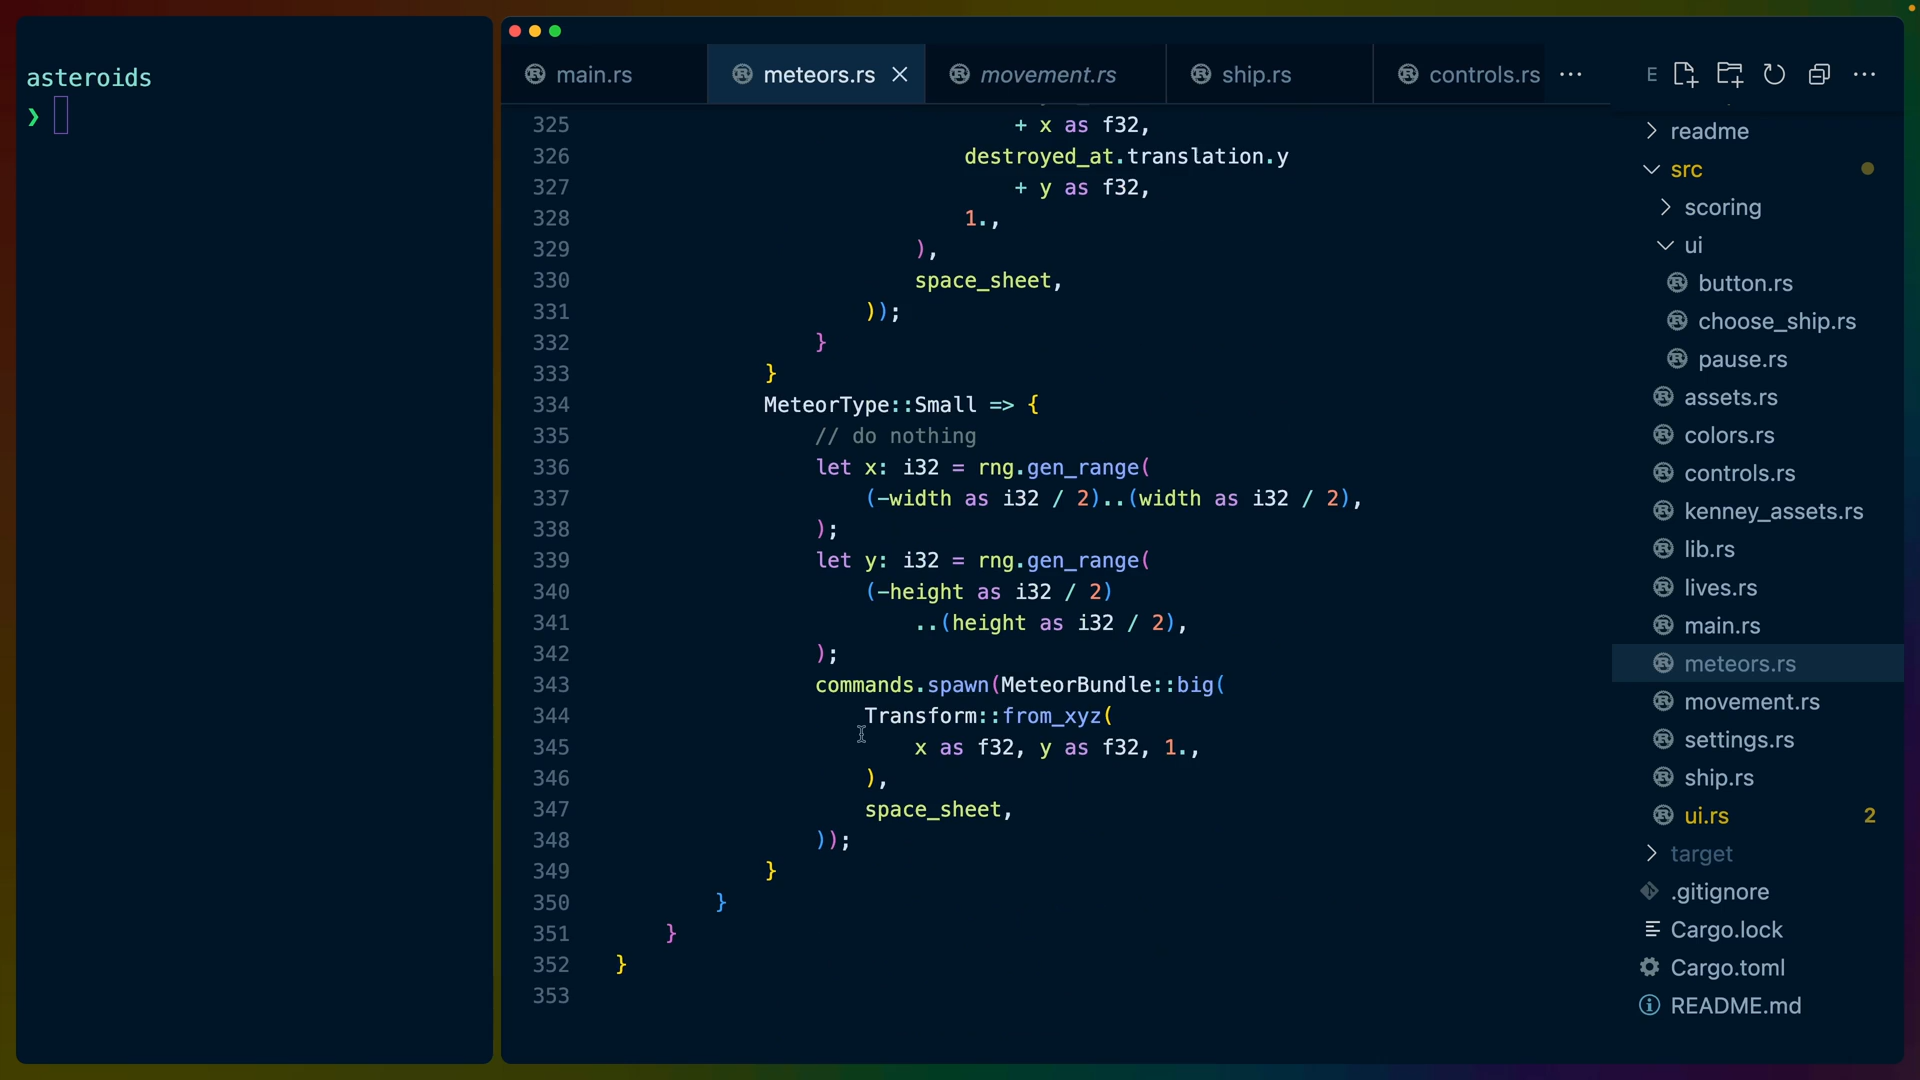 asteroids
❯
main.rs
meteors.rs
movement.rs
ship.rs
controls.rs
E
325 + x as f32,
326 destroyed_at.translation.y
327 + y as f32,
328 1.,
329 ),
330 space_sheet,
331 ));
332 }
333 }
334 MeteorType::Small => {
335 // do nothing
336 let x: i32 = rng.gen_range(
337 (-width as i32 / 2)..(width as i32 / 2),
338 );
339 let y: i32 = rng.gen_range(
340 (-height as i32 / 2)
341 ..(height as i32 / 2),
342 );
343 commands.spawn(MeteorBundle::big(
344 Transform::from_xyz(
345 x as f32, y as f32, 1.,
346 ),
347 space_sheet,
348 ));
349 }
350 }
351 }
352 }
353
readme
src
scoring
ui
button.rs
choose_ship.rs
pause.rs
assets.rs
colors.rs
controls.rs
kenney_assets.rs
lib.rs
lives.rs
main.rs
meteors.rs
movement.rs
settings.rs
ship.rs
ui.rs 2
target
.gitignore
Cargo.lock
Cargo.toml
README.md